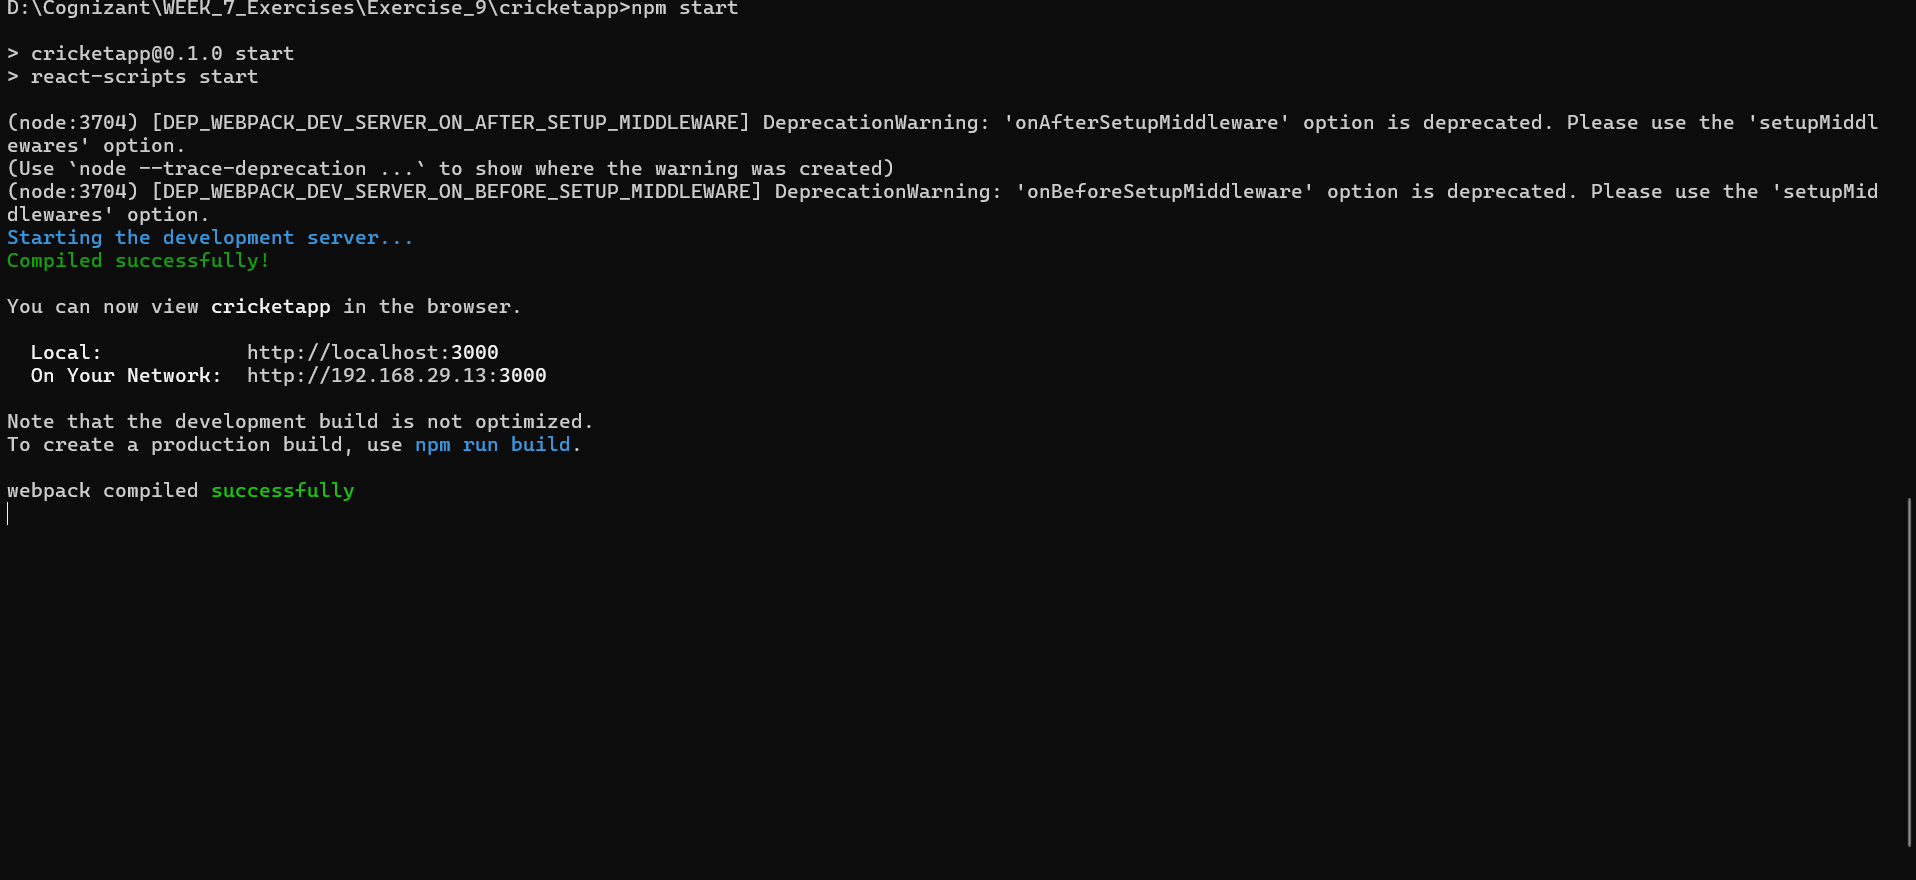 D:\Cognizant\WEEK_7_Exercises\Exercise_9\cricketapp>npm start
> cricketapp@0.1.0 start
> react-scripts start
(node:3704) [DEP_WEBPACK_DEV_SERVER_ON_AFTER_SETUP_MIDDLEWARE] DeprecationWarning: 'onAfterSetupMiddleware' option is deprecated. Please use the 'setupMiddl
ewares' option.
(Use `node --trace-deprecation ...` to show where the warning was created)
(node:3704) [DEP_WEBPACK_DEV_SERVER_ON_BEFORE_SETUP_MIDDLEWARE] DeprecationWarning: 'onBeforeSetupMiddleware' option is deprecated. Please use the 'setupMid
dlewares' option.
Starting the development server...
Compiled successfully!
You can now view cricketapp in the browser.
Local:            http://localhost:3000
On Your Network:  http://192.168.29.13:3000
Note that the development build is not optimized.
To create a production build, use npm run build.
webpack compiled successfully